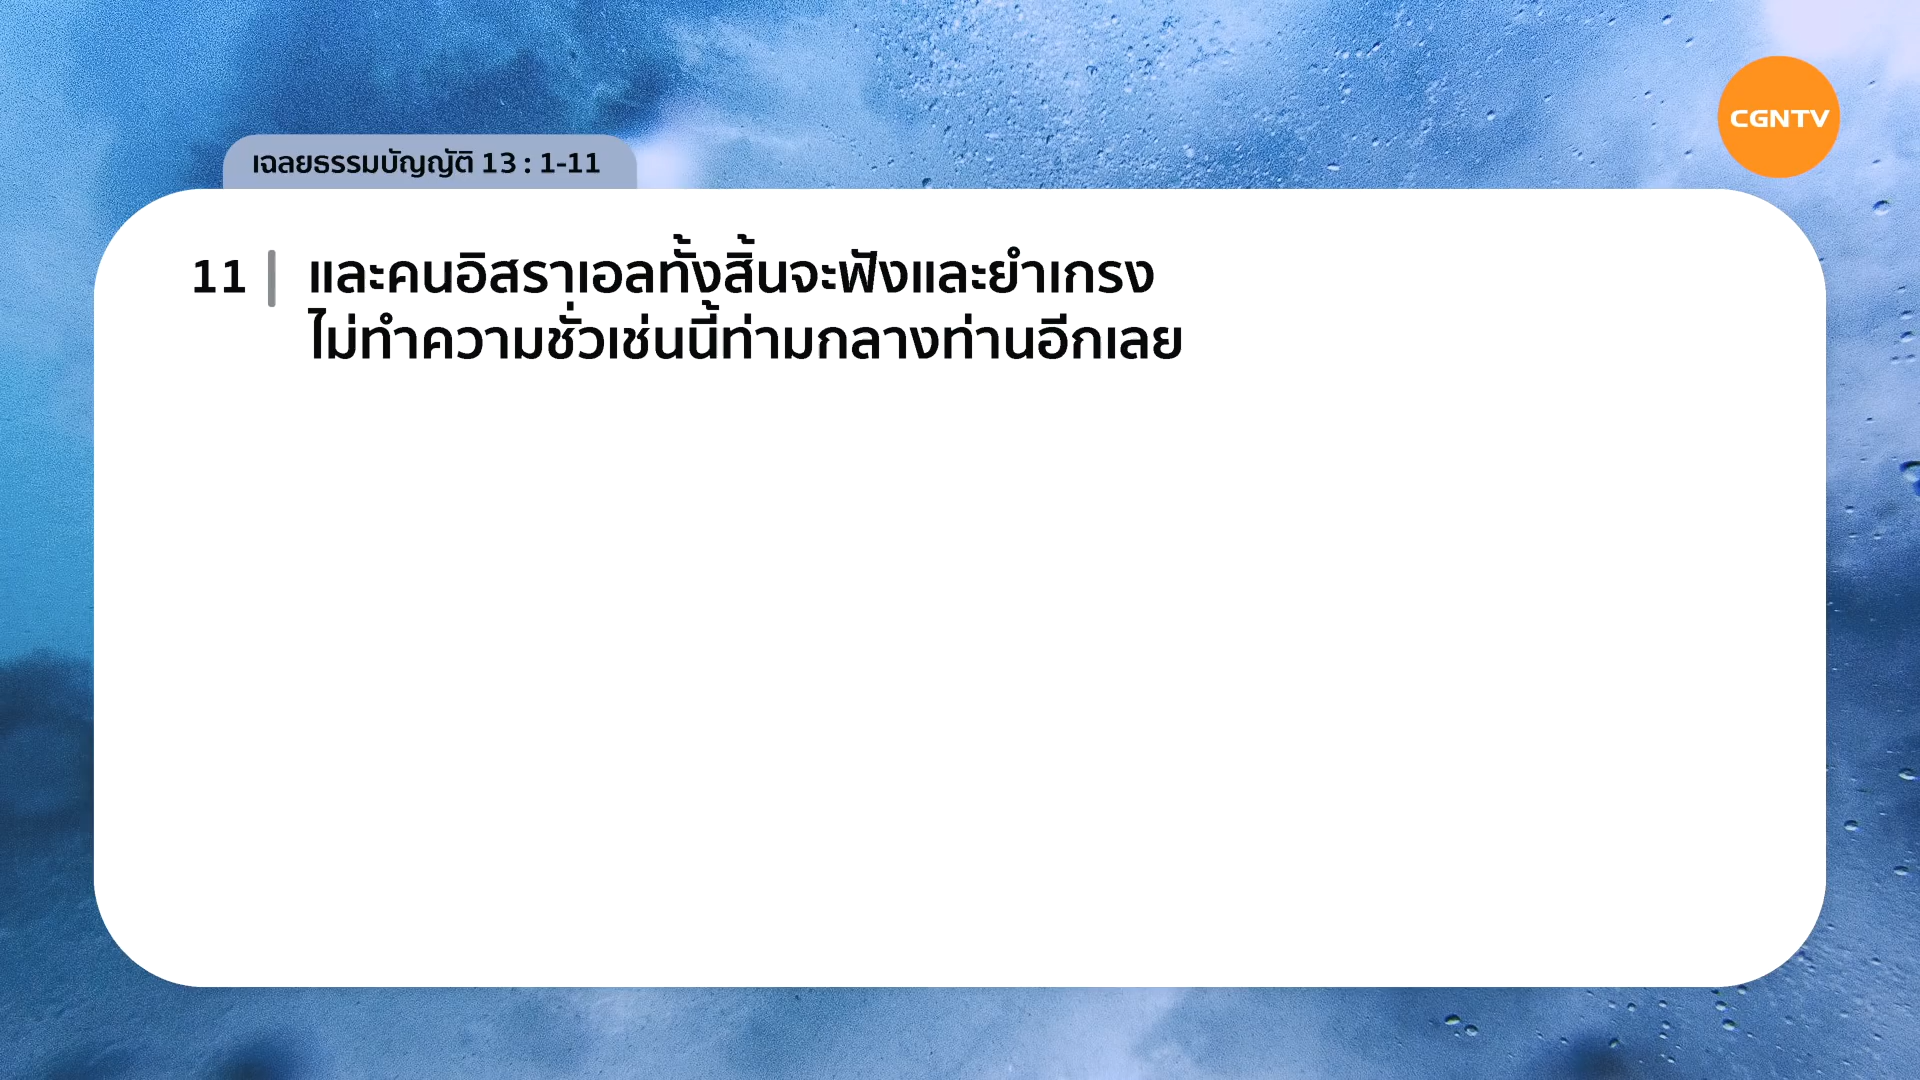 CGNTV
เฉลยธรรมบัญญัติ 13 : 1-11
11 | และคนอิสราเอลทั้งสิ้นจะฟังและยำเกรง
ไม่ทำความชั่วเช่นนี้ท่ามกลางท่านอีกเลย